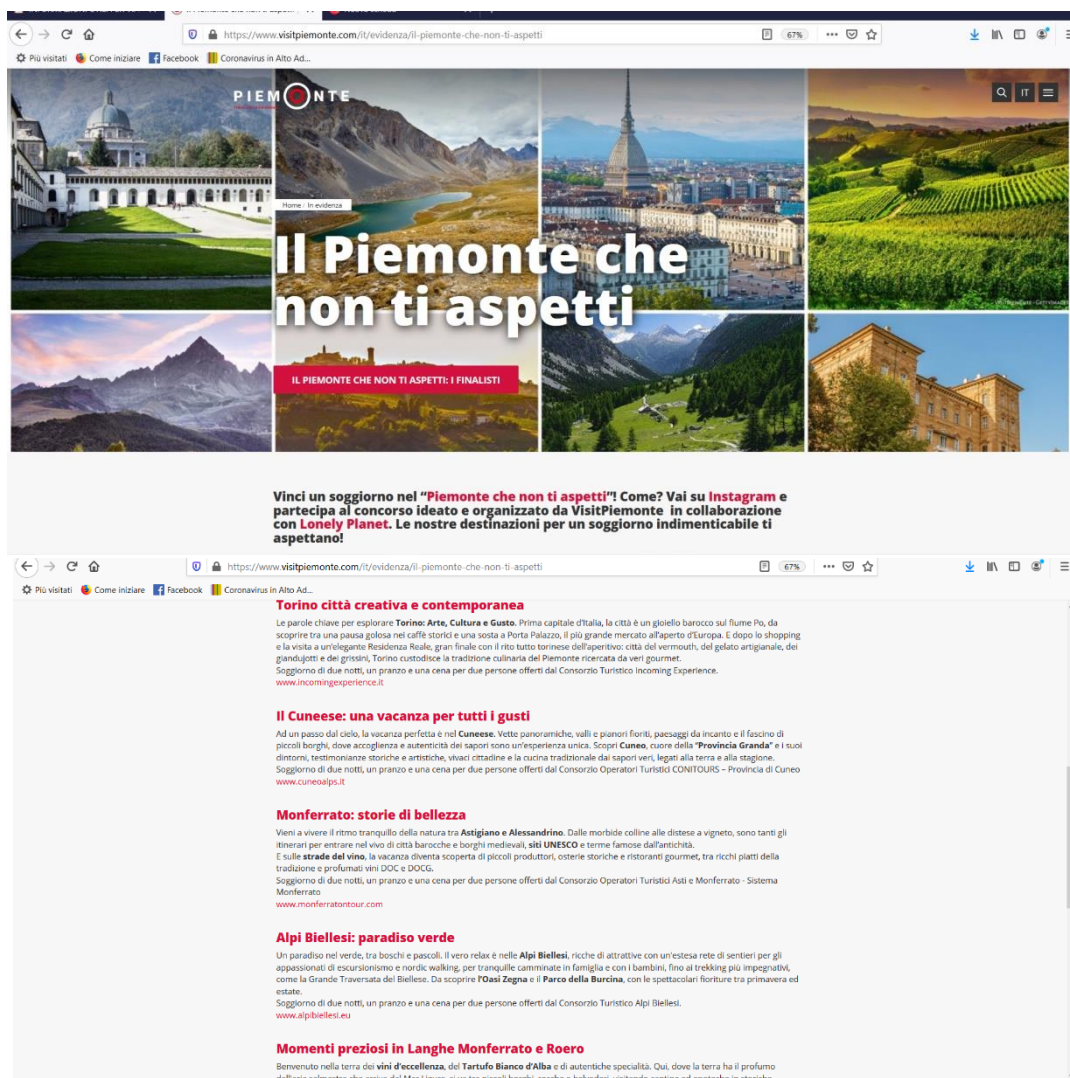 https://www.visitpiemonte.com/it/evidenza/il-piemonte-che-non-ti-aspetti
67%
Più visitati
Come iniziare
Facebook
Coronavirus in Alto Ad...
PIEMONTE
IT
Home / In evidenza
Il Piemonte che
non ti aspetti
IL PIEMONTE CHE NON TI ASPETTI: I FINALISTI
Vinci un soggiorno nel “Piemonte che non ti aspetti”! Come? Vai su Instagram e
partecipa al concorso ideato e organizzato da VisitPiemonte in collaborazione
con Lonely Planet. Le nostre destinazioni per un soggiorno indimenticabile ti
aspettano!
https://www.visitpiemonte.com/it/evidenza/il-piemonte-che-non-ti-aspetti
67%
Più visitati
Come iniziare
Facebook
Coronavirus in Alto Ad...
Torino città creativa e contemporanea
Le parole chiave per esplorare Torino: Arte, Cultura e Gusto. Prima capitale d'Italia, la città è un gioiello barocco sul fiume Po, da
scoprire tra una pausa golosa nei caffè storici e una sosta a Porta Palazzo, il più grande mercato all'aperto d'Europa. E dopo lo shopping
e la visita a un'elegante Residenza Reale, gran finale con il rito tutto torinese dell'aperitivo: città del vermouth, del gelato artigianale, dei
giandujotti e dei grissini, Torino custodisce la tradizione culinaria del Piemonte ricercata da veri gourmet.
Soggiorno di due notti, un pranzo e una cena per due persone offerti dal Consorzio Turistico Incoming Experience.
www.incomingexperience.it
Il Cuneese: una vacanza per tutti i gusti
Ad un passo dal cielo, la vacanza perfetta è nel Cuneese. Vette panoramiche, valli e pianori fioriti, paesaggi da incanto e il fascino di
piccoli borghi, dove accoglienza e autenticità dei sapori sono un'esperienza unica. Scopri Cuneo, cuore della “Provincia Granda” e i suoi
dintorni, testimonianze storiche e artistiche, vivaci cittadine e la cucina tradizionale dai sapori veri, legati alla terra e alla stagione.
Soggiorno di due notti, un pranzo e una cena per due persone offerti dal Consorzio Operatori Turistici CONITOURS – Provincia di Cuneo
www.cuneoalps.it
Monferrato: storie di bellezza
Vieni a vivere il ritmo tranquillo della natura tra Astigiano e Alessandrino. Dalle morbide colline alle distese a vigneto, sono tanti gli
itinerari per entrare nel vivo di città barocche e borghi medievali, siti UNESCO e terme famose dall'antichità.
E sulle strade del vino, la vacanza diventa scoperta di piccoli produttori, osterie storiche e ristoranti gourmet, tra ricchi piatti della
tradizione e profumati vini DOC e DOCG.
Soggiorno di due notti, un pranzo e una cena per due persone offerti dal Consorzio Operatori Turistici Asti e Monferrato - Sistema
Monferrato
www.monferratontour.com
Alpi Biellesi: paradiso verde
Un paradiso nel verde, tra boschi e pascoli. Il vero relax è nelle Alpi Biellesi, ricche di attrattive con un'estesa rete di sentieri per gli
appassionati di escursionismo e nordic walking, per tranquille camminate in famiglia e con i bambini, fino ai trekking più impegnativi,
come la Grande Traversata del Biellese. Da scoprire l'Oasi Zegna e il Parco della Burcina, con le spettacolari fioriture tra primavera ed
estate.
Soggiorno di due notti, un pranzo e una cena per due persone offerti dal Consorzio Turistico Alpi Biellesi.
www.alpibiellesi.eu
Momenti preziosi in Langhe Monferrato e Roero
Benvenuto nella terra dei vini d'eccellenza, del Tartufo Bianco d'Alba e di autentiche specialità. Qui, dove la terra ha il profumo